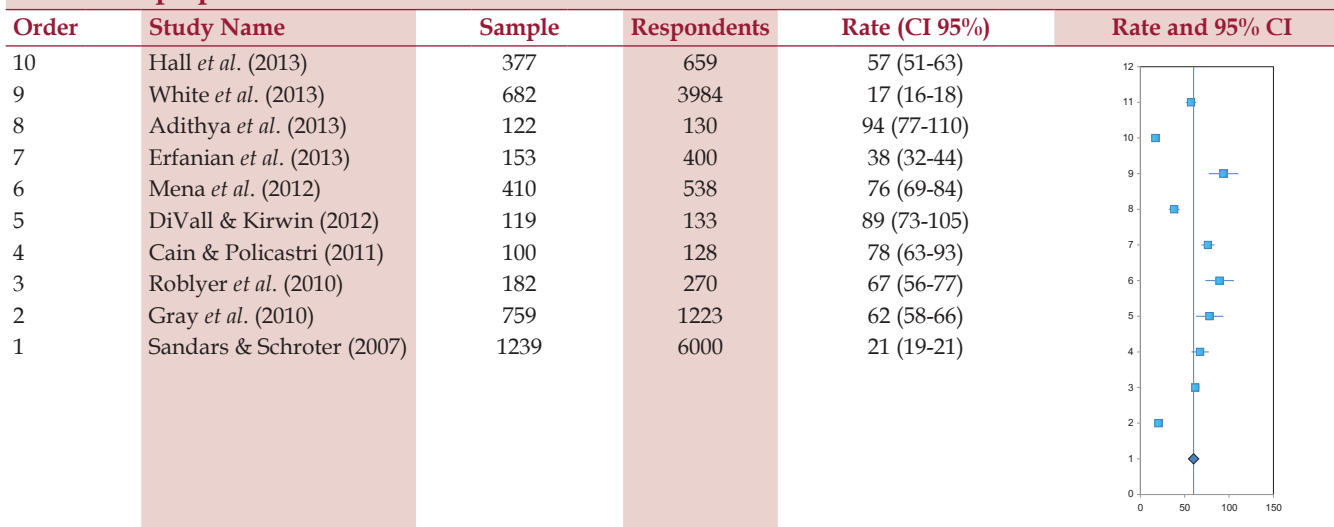 Order Study Name Sample Respondents Rate (CI 95%) Rate and 95% CI
10 Hall et al. (2013) 377 659 57 (51-63)
9 White et al. (2013) 682 3984 17 (16-18)
8 Adithya et al. (2013) 122 130 94 (77-110)
7 Erfanian et al. (2013) 153 400 38 (32-44)
6 Mena et al. (2012) 410 538 76 (69-84)
5 DiVall & Kirwin (2012) 119 133 89 (73-105)
4 Cain & Policastri (2011) 100 128 78 (63-93)
3 Roblyer et al. (2010) 182 270 67 (56-77)
2 Gray et al. (2010) 759 1223 62 (58-66)
1 Sandars & Schroter (2007) 1239 6000 21 (19-21)
12
11
10
9
8
7
6
5
4
3
2
1
0
0 50 100 150